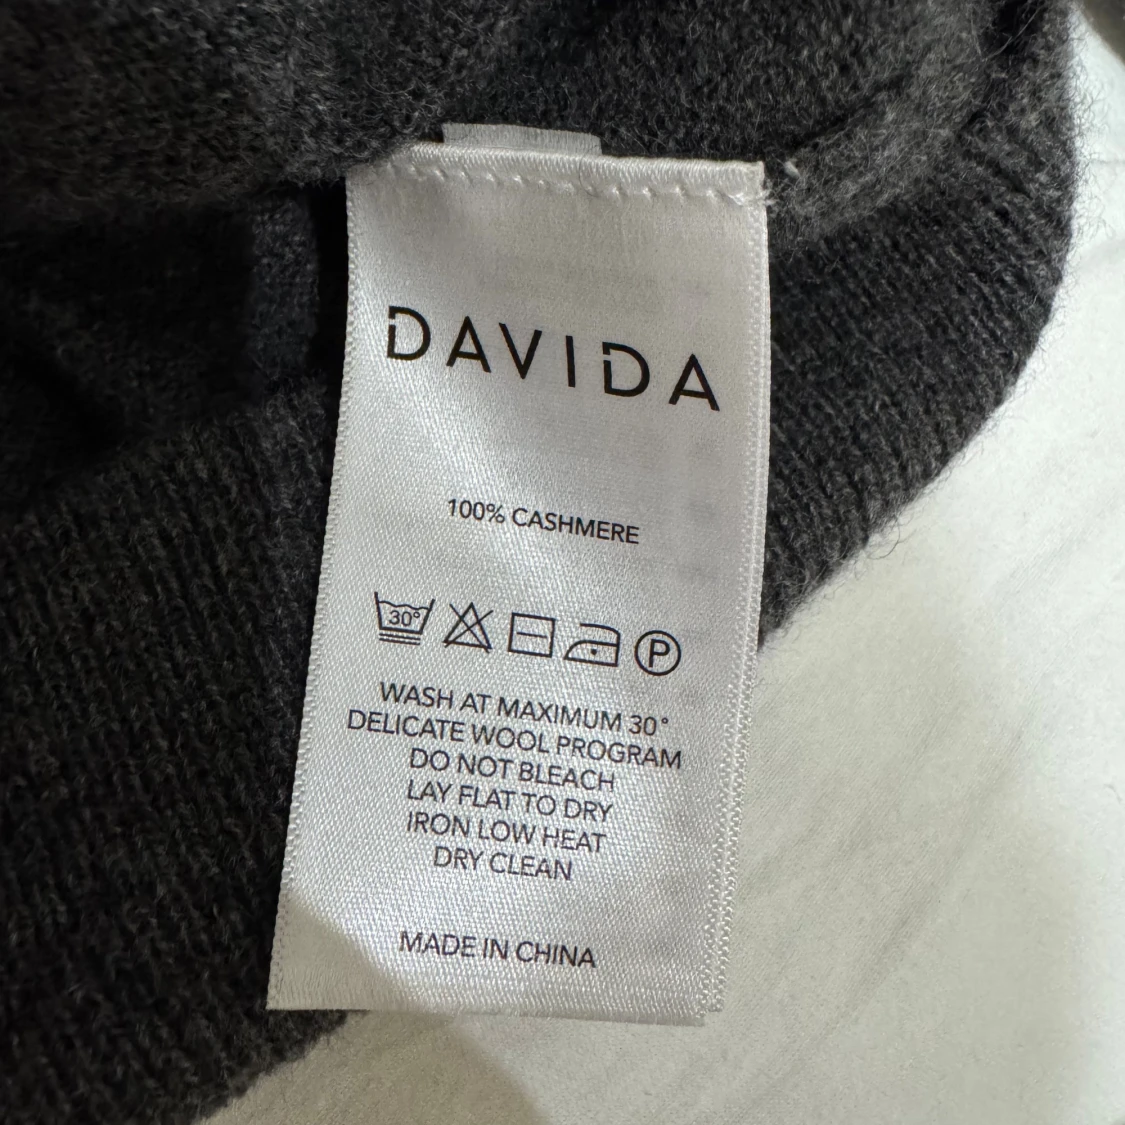 DAVIDA
100% CASHMERE
30°
P
WASH AT MAXIMUM 30°
DELICATE WOOL PROGRAM
DO NOT BLEACH
LAY FLAT TO DRY
IRON LOW HEAT
DRY CLEAN
MADE IN CHINA